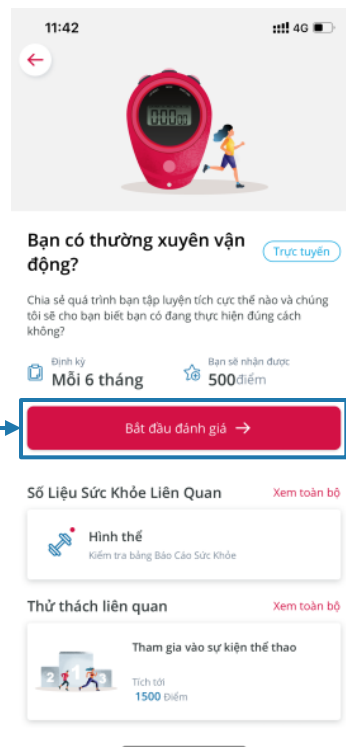 11:42
4G
000
Bạn có thường xuyên vận
động?
Trực tuyến
Chia sẻ quá trình bạn tập luyện tích cực thế nào và chúng
tôi sẽ cho bạn biết bạn có đang thực hiện đúng cách
không?
Định kỳ
Mỗi 6 tháng
Bạn sẽ nhận được
500điểm
Bắt đầu đánh giá →
Số Liệu Sức Khỏe Liên Quan
Xem toàn bộ
Hình thể
Kiểm tra bảng Báo Cáo Sức Khỏe
Thử thách liên quan
Xem toàn bộ
2 1 3
Tham gia vào sự kiện thể thao
Tích tới
1500 Điểm